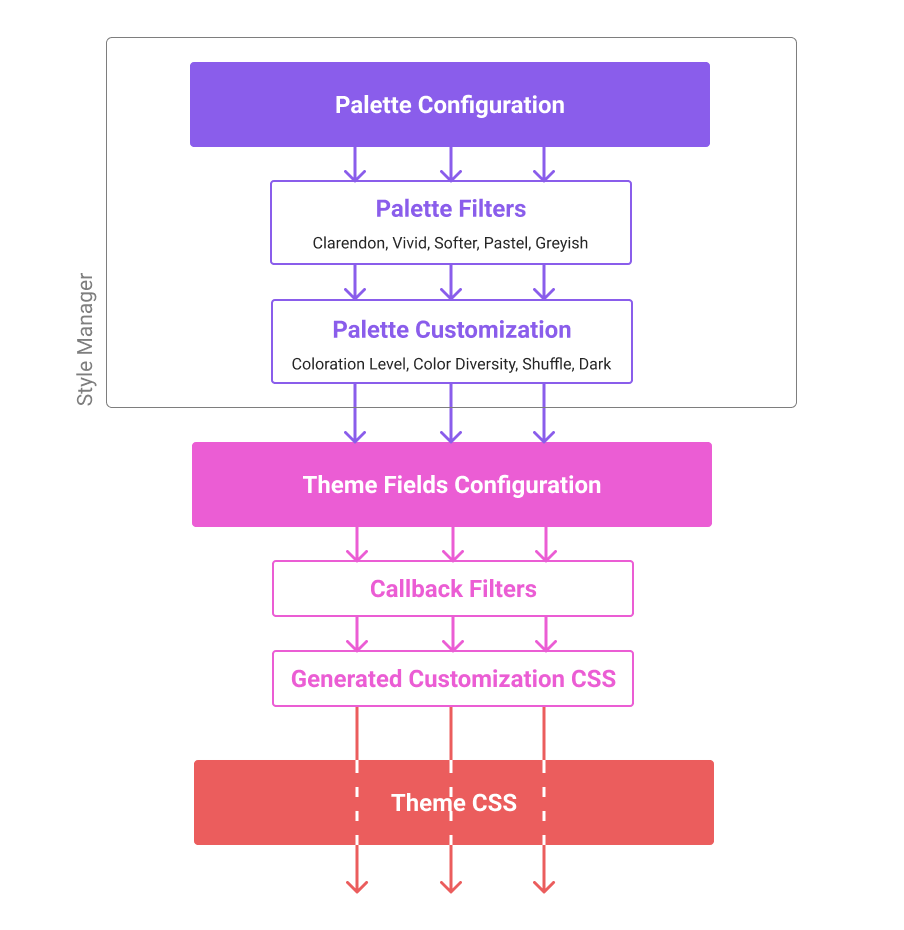 Palette Configuration
Palette Filters
Clarendon, Vivid, Softer, Pastel, Greyish
Style Manager
Palette Customization
Coloration Level, Color Diversity, Shuffle, Dark
Theme Fields Configuration
Callback Filters
Generated Customization CSS
Theme CSS